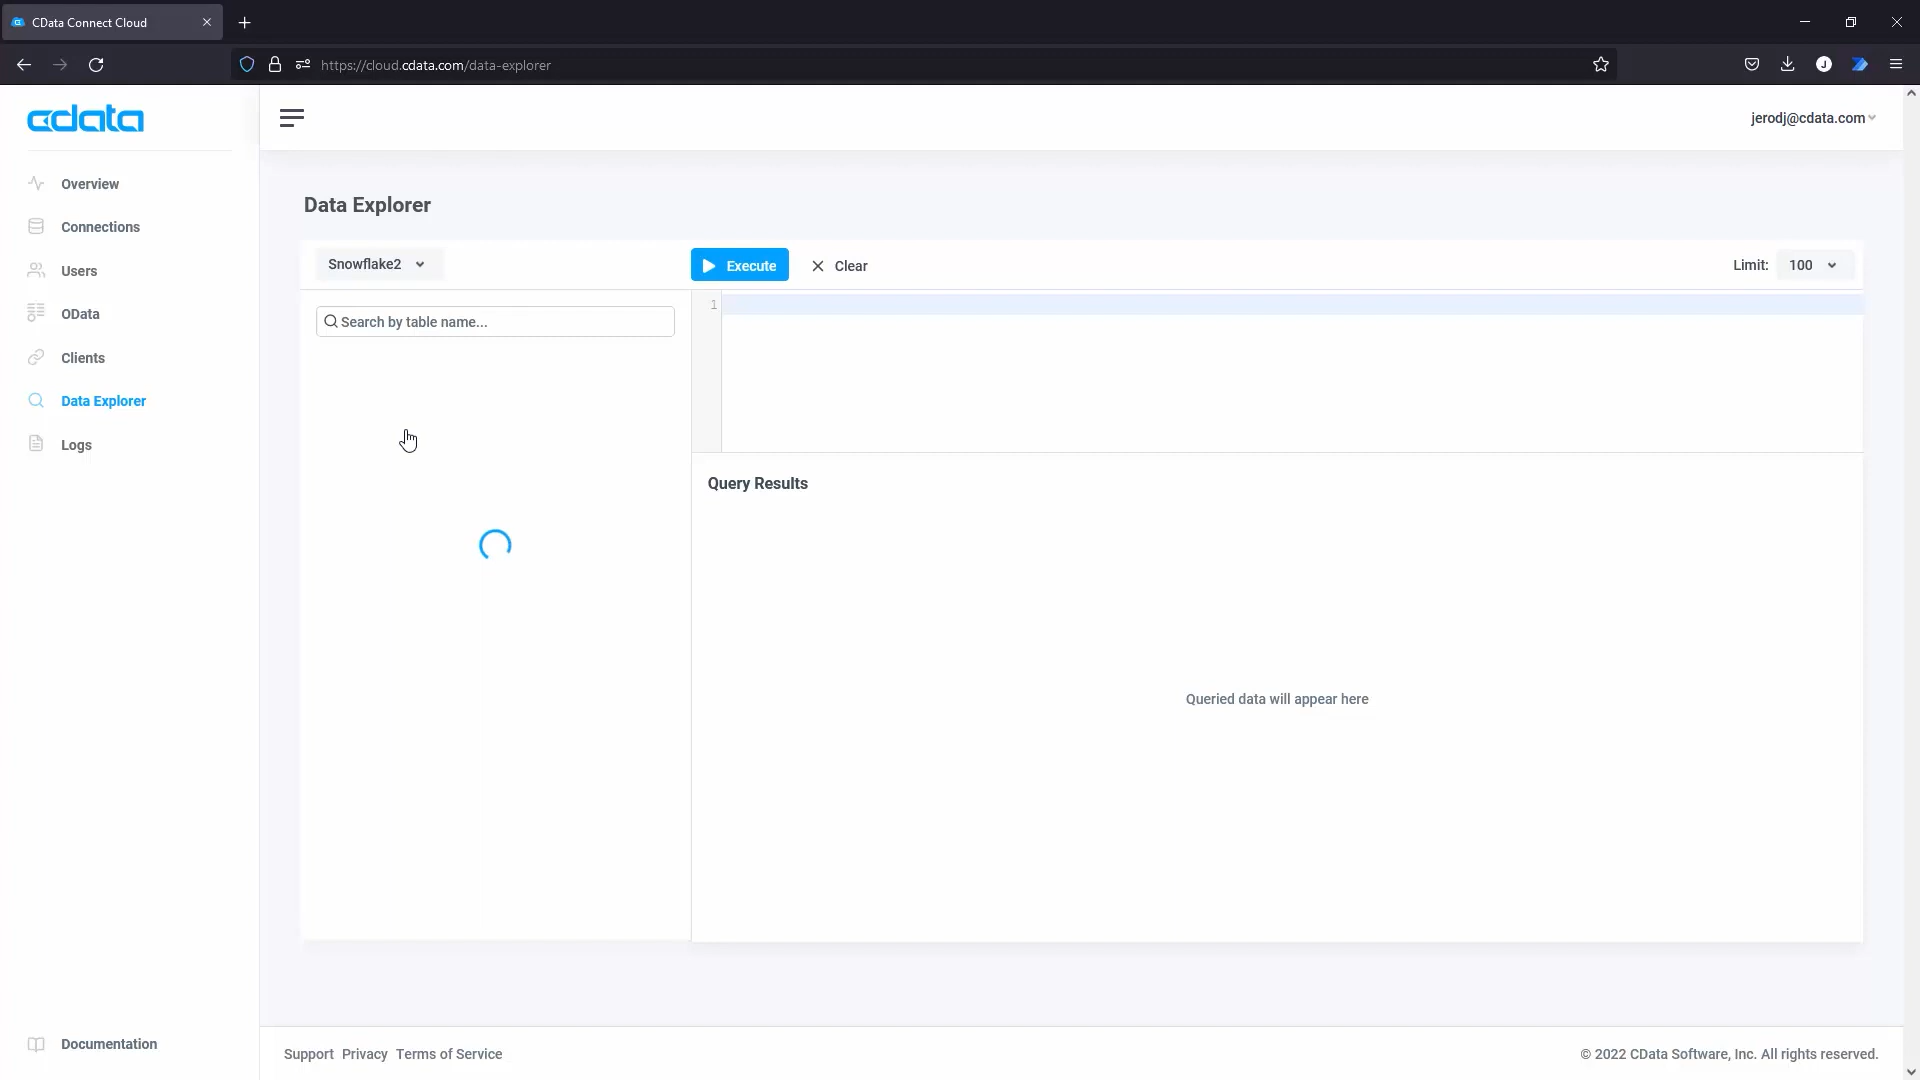 CData Connect Cloud
https://cloud.cdata.com/data-explorer
cdata
jerodj@cdata.com
Overview
Connections
Users
OData
Clients
Data Explorer
Logs
Documentation
Data Explorer
Snowflake2
Execute
Clear
Limit: 100
Search by table name...
1
Query Results
Queried data will appear here
Support Privacy Terms of Service
© 2022 CData Software, Inc. All rights reserved.